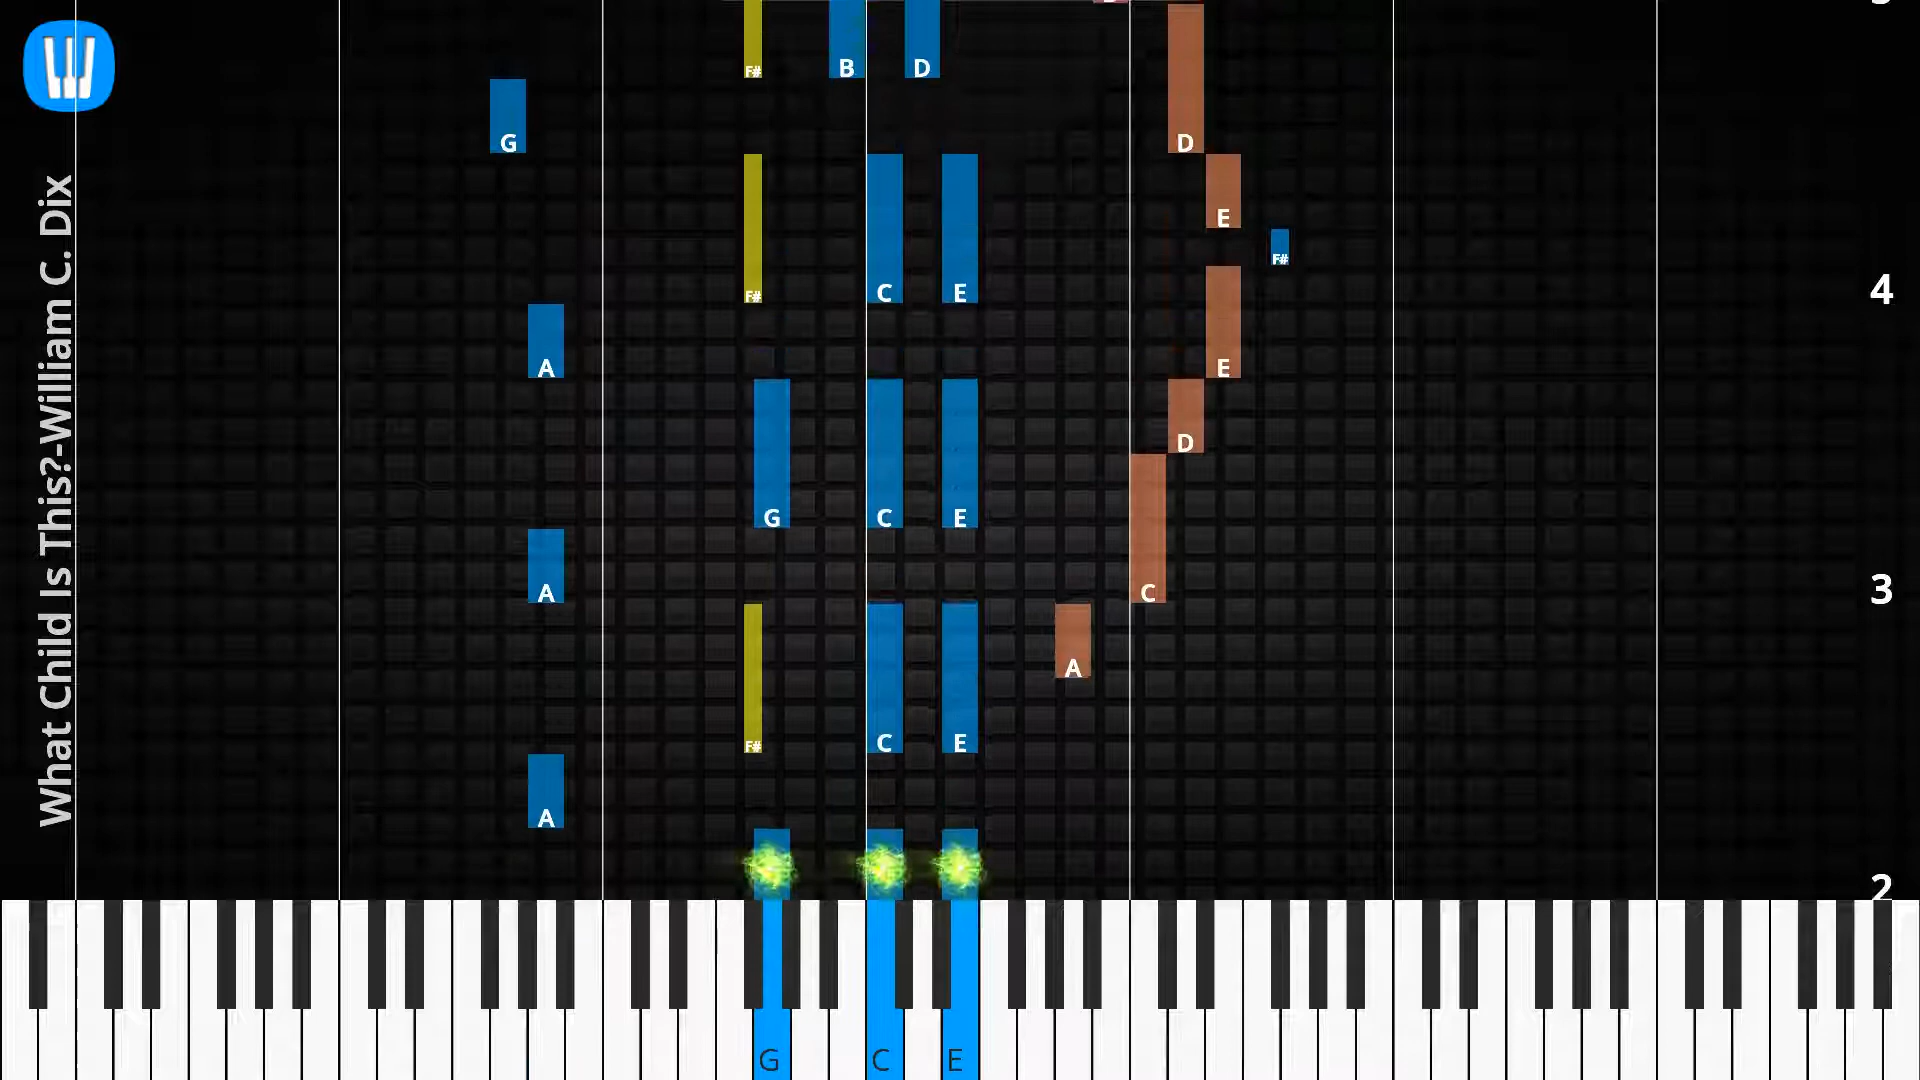 What Child Is This?-William C. Dix
F# B D
G D
E
F#
F# C E 4
A E
D
G C E
A C 3
A
F# C E
A
2
G C E